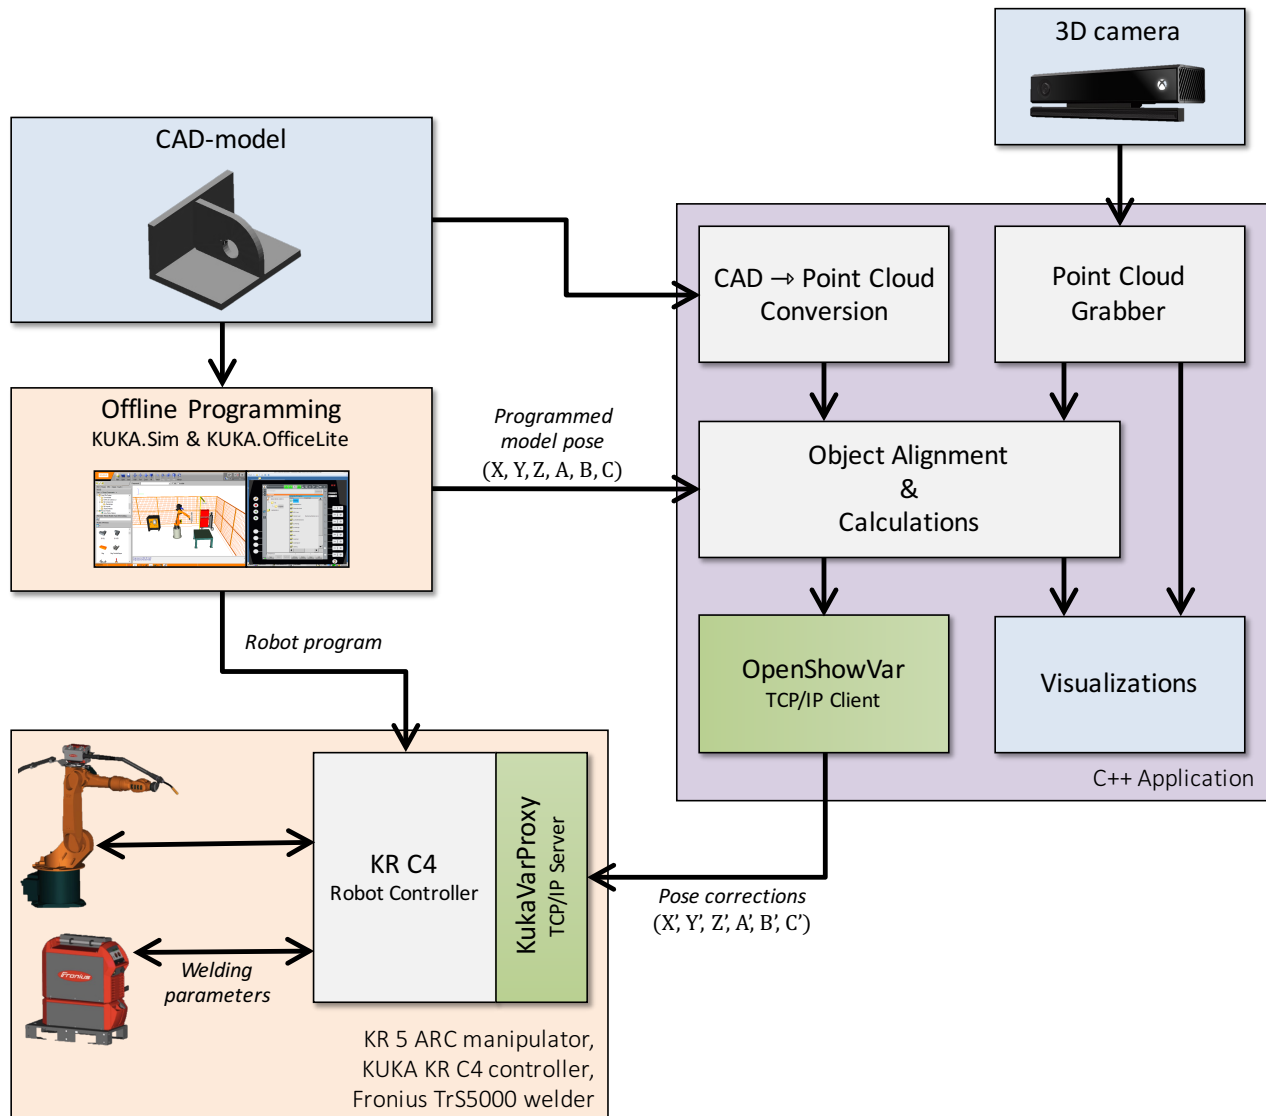 3D camera
CAD-model
CAD → Point Cloud
Conversion
Point Cloud
Grabber
Offline Programming
KUKA.Sim & KUKA.OfficeLite
Programmed
model pose
(X, Y, Z, A, B, C)
Object Alignment
&
Calculations
Robot program
OpenShowVar
TCP/IP Client
Visualizations
C++ Application
KR C4
Robot Controller
KukaVarProxy
TCP/IP Server
Pose corrections
(X', Y', Z', A', B', C')
Fronius
Welding
parameters
KR 5 ARC manipulator,
KUKA KR C4 controller,
Fronius TrS5000 welder